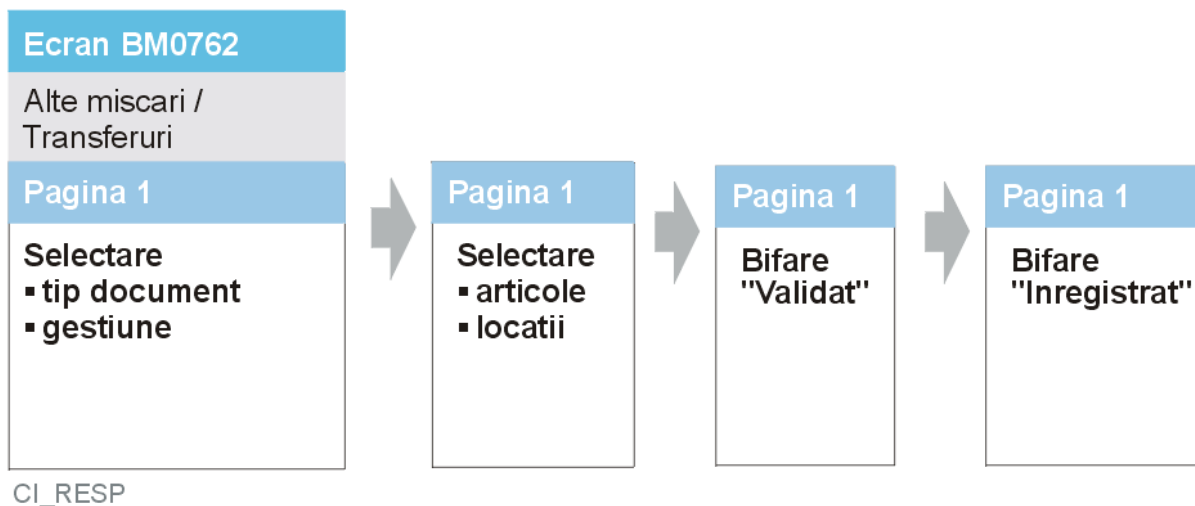 Ecran BM0762
Alte miscari /
Transferuri
Pagina 1
Selectare
▪ tip document
▪ gestiune
Pagina 1
Selectare
▪ articole
▪ locatii
Pagina 1
Bifare
"Validat"
Pagina 1
Bifare
"Inregistrat"
CI_RESP